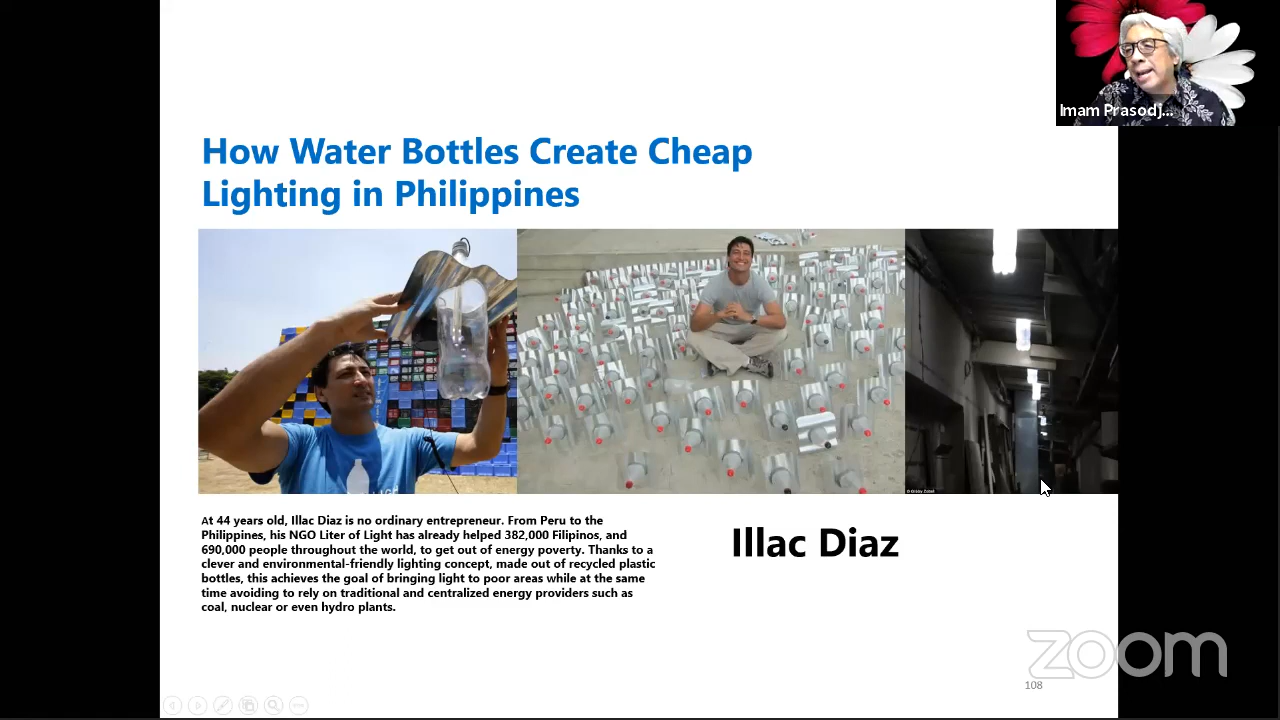 Imam Prasodj...
How Water Bottles Create Cheap
Lighting in Philippines
At 44 years old, Illac Diaz is no ordinary entrepreneur. From Peru to the
Philippines, his NGO Liter of Light has already helped 382,000 Filipinos, and
690,000 people throughout the world, to get out of energy poverty. Thanks to a
clever and environmental-friendly lighting concept, made out of recycled plastic
bottles, this achieves the goal of bringing light to poor areas while at the same
time avoiding to rely on traditional and centralized energy providers such as
coal, nuclear or even hydro plants.
Illac Diaz
zoom
108